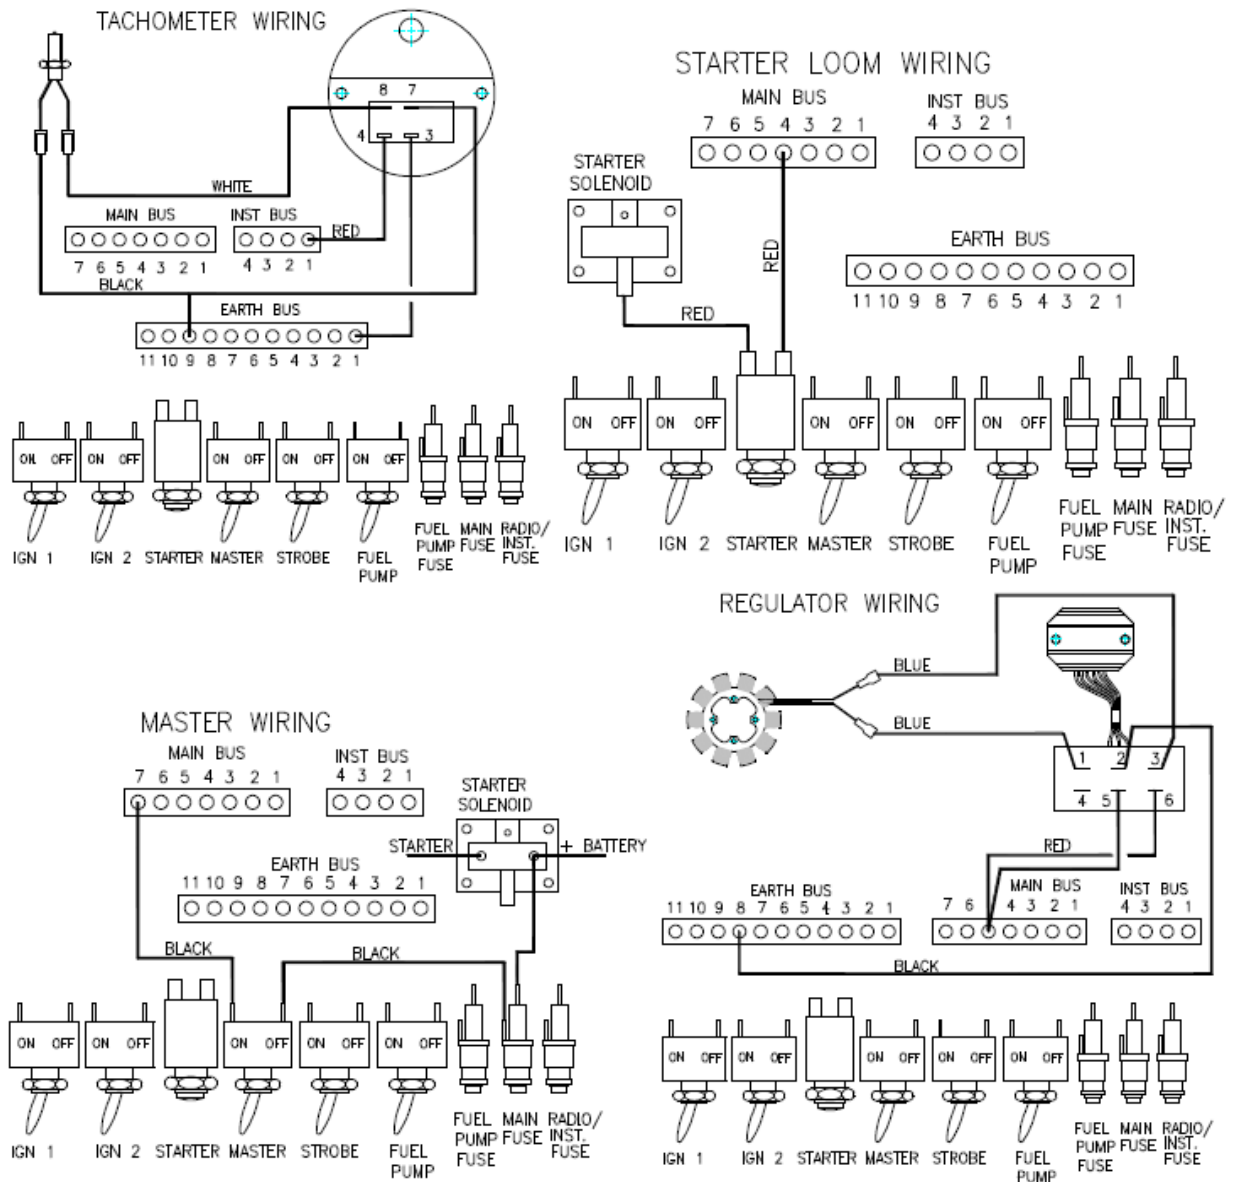 TACHOMETER WIRING
8 7
4 3
WHITE
MAIN BUS INST BUS
RED
7 6 5 4 3 2 1 4 3 2 1
BLACK
EARTH BUS
11 10 9 8 7 6 5 4 3 2 1
ON OFF ON OFF ON OFF ON OFF ON OFF
IGN 1 IGN 2 STARTER MASTER STROBE FUEL PUMP FUEL PUMP FUSE MAIN FUSE RADIO/ INST. FUSE
STARTER LOOM WIRING
MAIN BUS INST BUS
7 6 5 4 3 2 1 4 3 2 1
STARTER
SOLENOID
RED
EARTH BUS
11 10 9 8 7 6 5 4 3 2 1
RED
ON OFF ON OFF ON OFF ON OFF ON OFF
IGN 1 IGN 2 STARTER MASTER STROBE FUEL PUMP FUEL PUMP FUSE MAIN FUSE RADIO/ INST. FUSE
MASTER WIRING
MAIN BUS INST BUS
7 6 5 4 3 2 1 4 3 2 1
STARTER
SOLENOID
STARTER + BATTERY
EARTH BUS
11 10 9 8 7 6 5 4 3 2 1
BLACK BLACK
ON OFF ON OFF ON OFF ON OFF ON OFF
IGN 1 IGN 2 STARTER MASTER STROBE FUEL PUMP FUEL PUMP FUSE MAIN FUSE RADIO/ INST. FUSE
REGULATOR WIRING
BLUE
BLUE
1 2 3
4 5 6
RED
EARTH BUS MAIN BUS INST BUS
11 10 9 8 7 6 5 4 3 2 1 7 6 4 3 2 1 4 3 2 1
BLACK
ON OFF ON OFF ON OFF ON OFF ON OFF
IGN 1 IGN 2 STARTER MASTER STROBE FUEL PUMP FUEL PUMP FUSE MAIN FUSE RADIO/ INST. FUSE